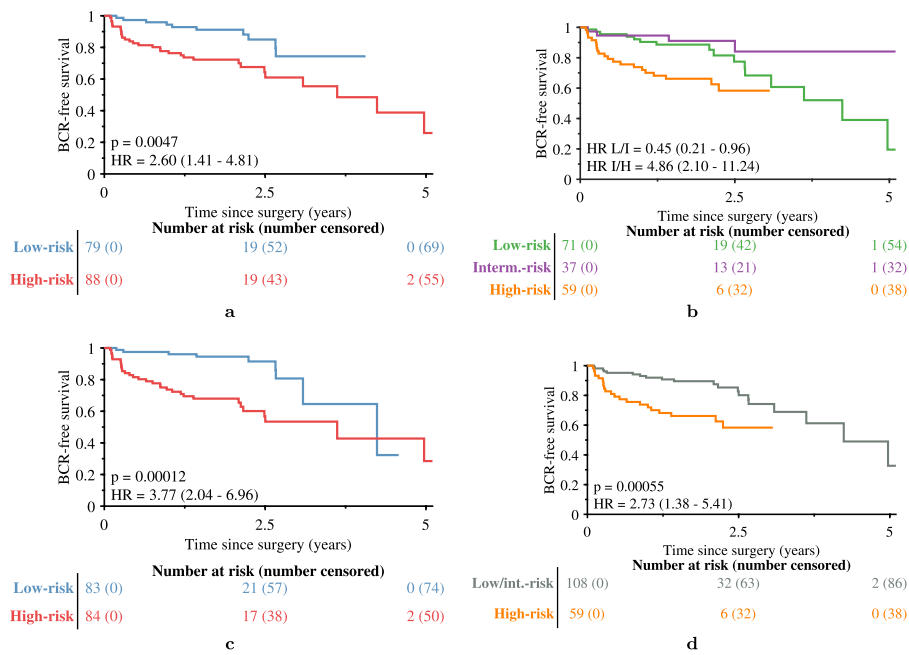 1
0.8
0.6
0.4
0.2
0
BCR-free survival
p = 0.0047
HR = 2.60 (1.41 - 4.81)
0 2.5 5
Time since surgery (years)
Number at risk (number censored)
Low-risk 79 (0) 19 (52) 0 (69)
High-risk 88 (0) 19 (43) 2 (55)
a
1
0.8
0.6
0.4
0.2
0
BCR-free survival
HR L/I = 0.45 (0.21 - 0.96)
HR I/H = 4.86 (2.10 - 11.24)
0 2.5 5
Time since surgery (years)
Number at risk (number censored)
Low-risk 71 (0) 19 (42) 1 (54)
Interm.-risk 37 (0) 13 (21) 1 (32)
High-risk 59 (0) 6 (32) 0 (38)
b
1
0.8
0.6
0.4
0.2
0
BCR-free survival
p = 0.00012
HR = 3.77 (2.04 - 6.96)
0 2.5 5
Time since surgery (years)
Number at risk (number censored)
Low-risk 83 (0) 21 (57) 0 (74)
High-risk 84 (0) 17 (38) 2 (50)
c
1
0.8
0.6
0.4
0.2
0
BCR-free survival
p = 0.00055
HR = 2.73 (1.38 - 5.41)
0 2.5 5
Time since surgery (years)
Number at risk (number censored)
Low/int.-risk 108 (0) 32 (63) 2 (86)
High-risk 59 (0) 6 (32) 0 (38)
d